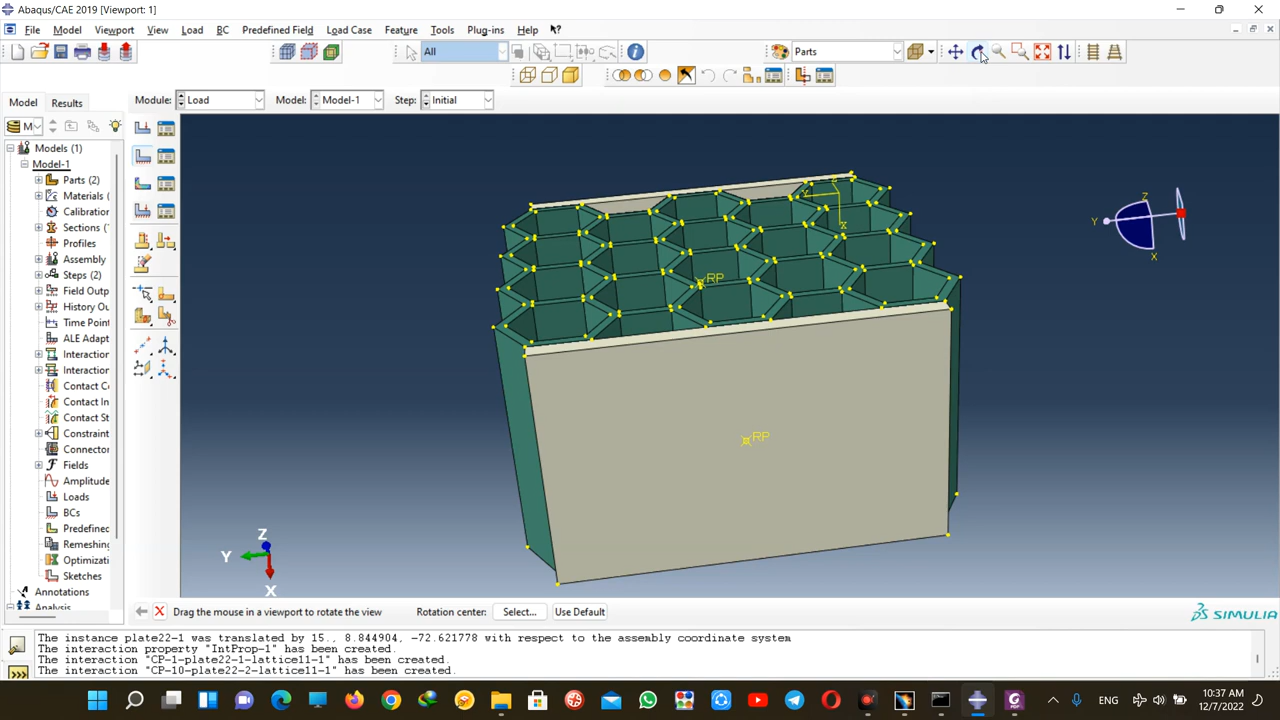 Abaqus/CAE 2019 [Viewport: 1]
File Model Viewport View Load BC Predefined Field Load Case Feature Tools Plug-ins Help
All
Parts
Model Results
Module: Load Model: Model-1 Step: Initial
M
Models (1)
Model-1
Parts (2)
Materials
Calibration
Sections
Profiles
Assembly
Steps (2)
Field Outp
History Ou
Time Point
ALE Adapt
Interaction
Interaction
Contact Co
Contact In
Contact St
Constraint
Connector
Fields
Amplitude
Loads
BCs
Predefined
Remeshing
Optimizatio
Sketches
Annotations
Analysis
Y
X
RP
RP
Z
Y
X
Z
Y
X
Drag the mouse in a viewport to rotate the view Rotation center: Select... Use Default
SIMULIA
The instance plate22-1 was translated by 15., 8.844904, -72.621778 with respect to the assembly coordinate system
The interaction property "IntProp-1" has been created.
The interaction "CP-1-plate22-1-lattice11-1" has been created.
The interaction "CP-10-plate22-2-lattice11-1" has been created.
ENG
10:37 AM
12/7/2022